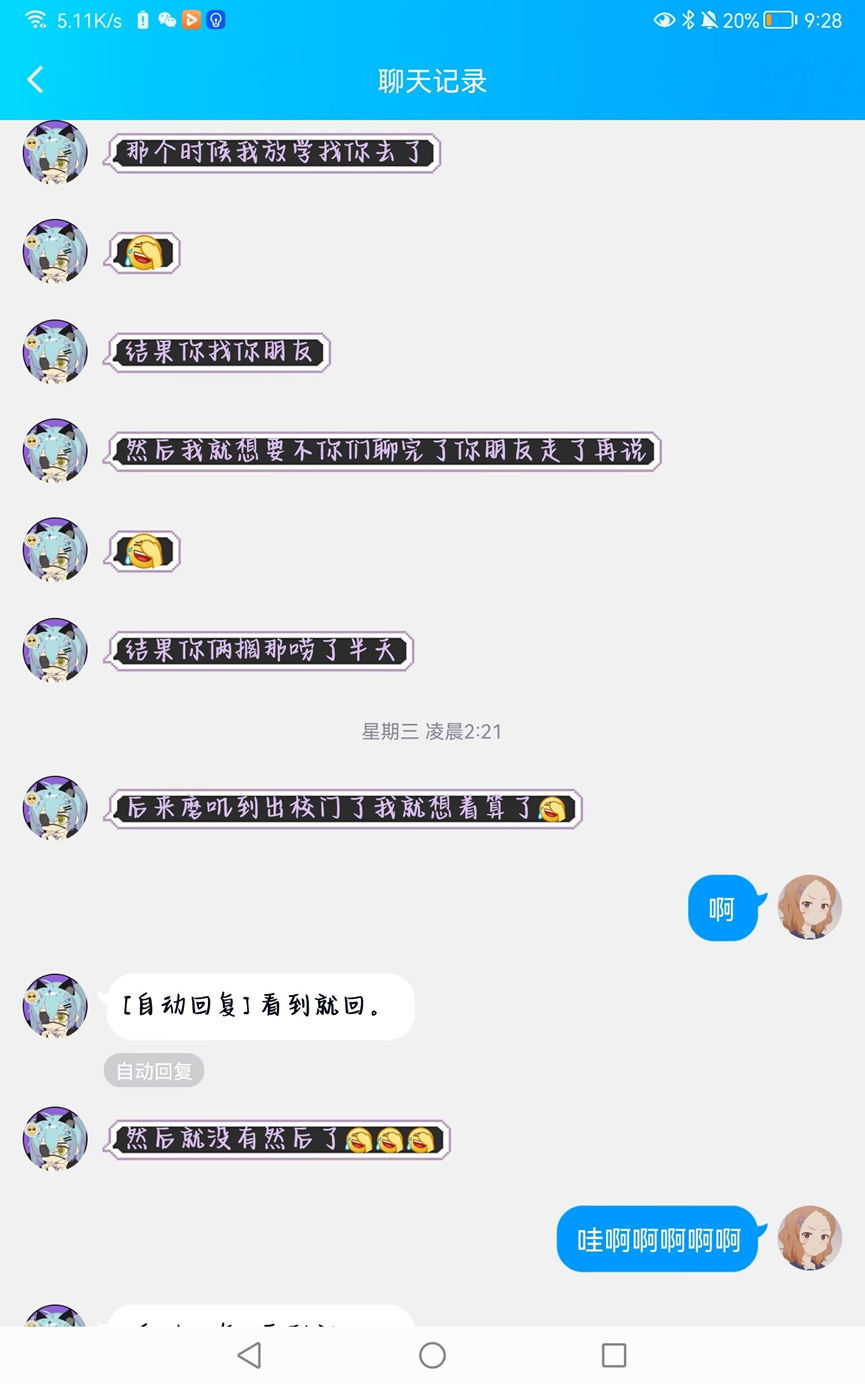 5.11K/s
20%
9:28
聊天记录
那个时候我放学找你去了
结果你找你朋友
然后我就想要不你们聊完了你朋友走了再说
结果你俩搁那唠了半天
星期三 凌晨2:21
后来磨叽到出校门了我就想着算了
啊
[自动回复] 看到就回。
自动回复
然后就没有然后了
哇啊啊啊啊啊